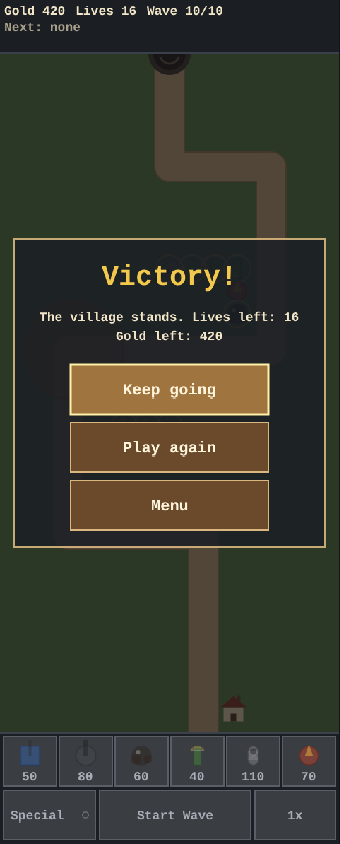 Gold 420 Lives 16 Wave 10/10
Next: none
Victory!
The village stands. Lives left: 16
Gold left: 420
Keep going
Play again
Menu
50 80 60 40 110 70
Special Start Wave 1x